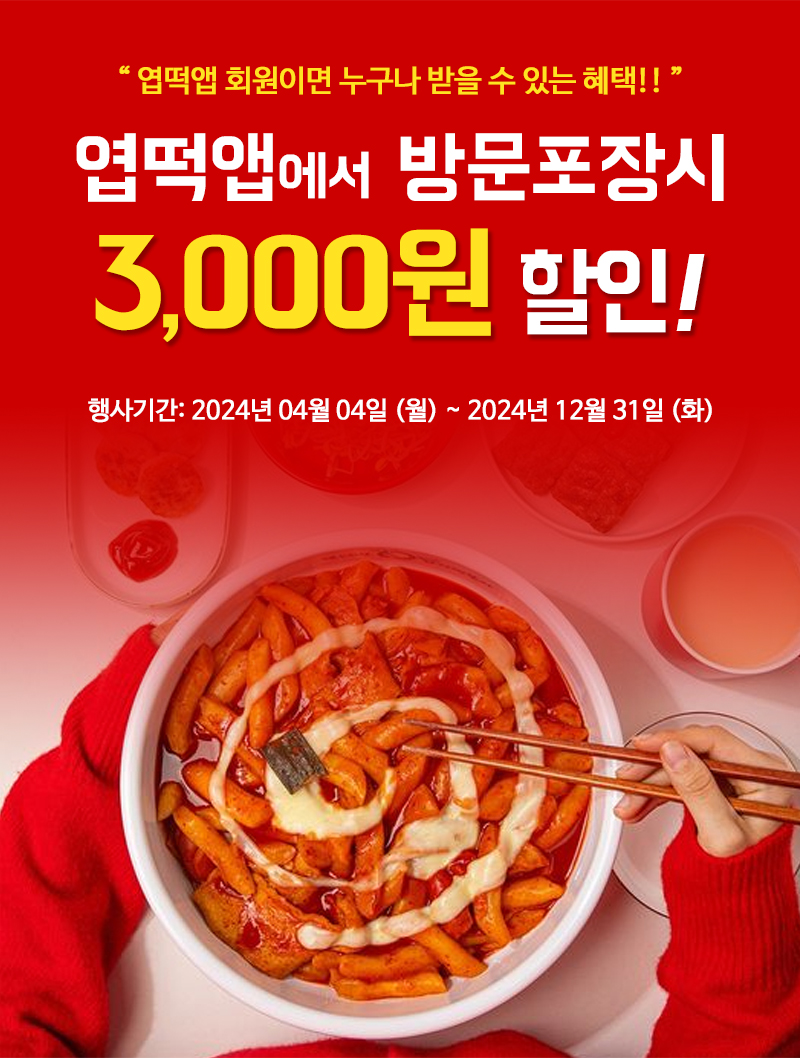 “ 엽떡앱 회원이면 누구나 받을 수 있는 혜택!! ”
엽떡앱에서 방문포장시
3,000원 할인!
행사기간: 2024년 04월 04일 (월) ~ 2024년 12월 31일 (화)